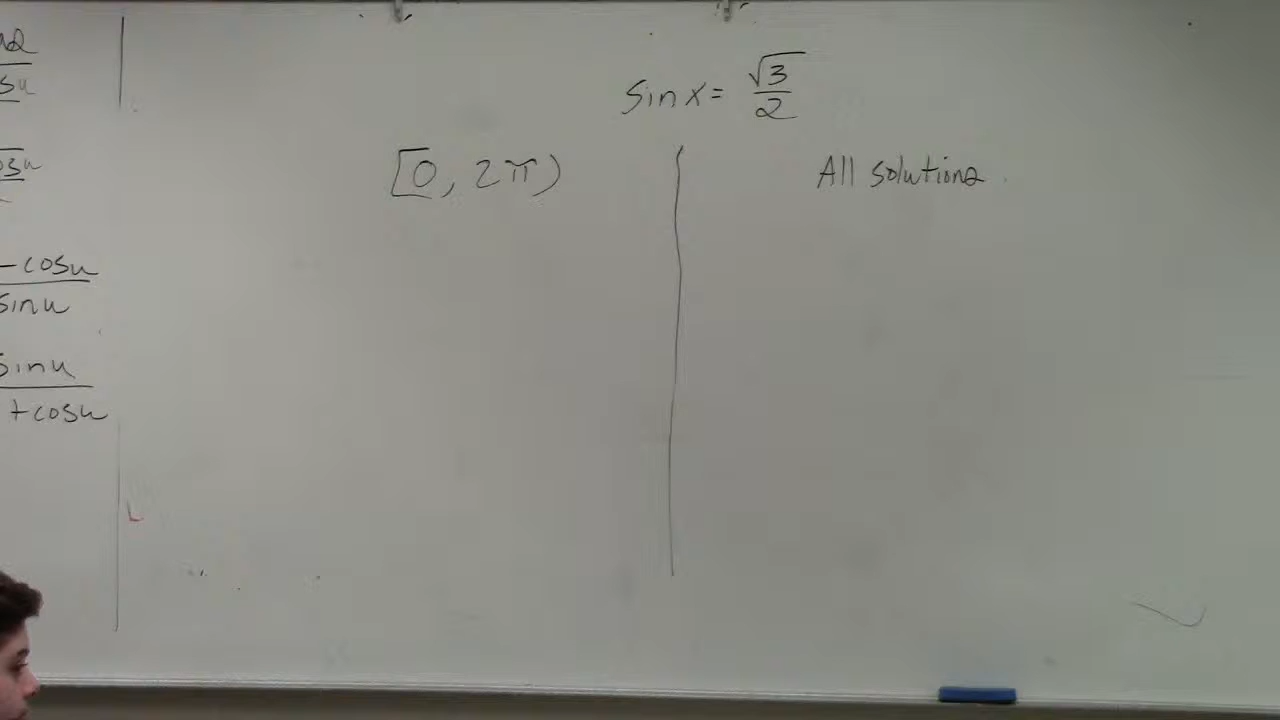 sin x = √3/2
[0, 2π)
All solutions
-cosu
sinu
sinu
+cosu